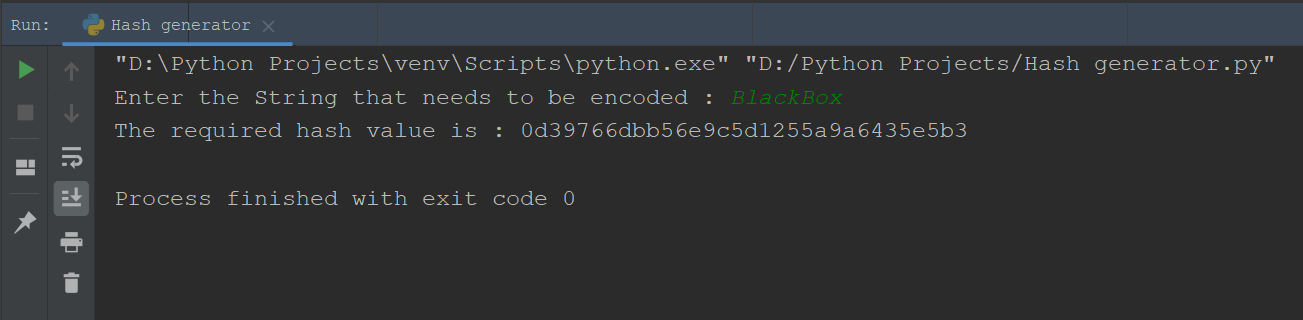 Run: Hash generator
"D:\Python Projects\venv\Scripts\python.exe" "D:/Python Projects/Hash generator.py"
Enter the String that needs to be encoded : BlackBox
The required hash value is : 0d39766dbb56e9c5d1255a9a6435e5b3
Process finished with exit code 0